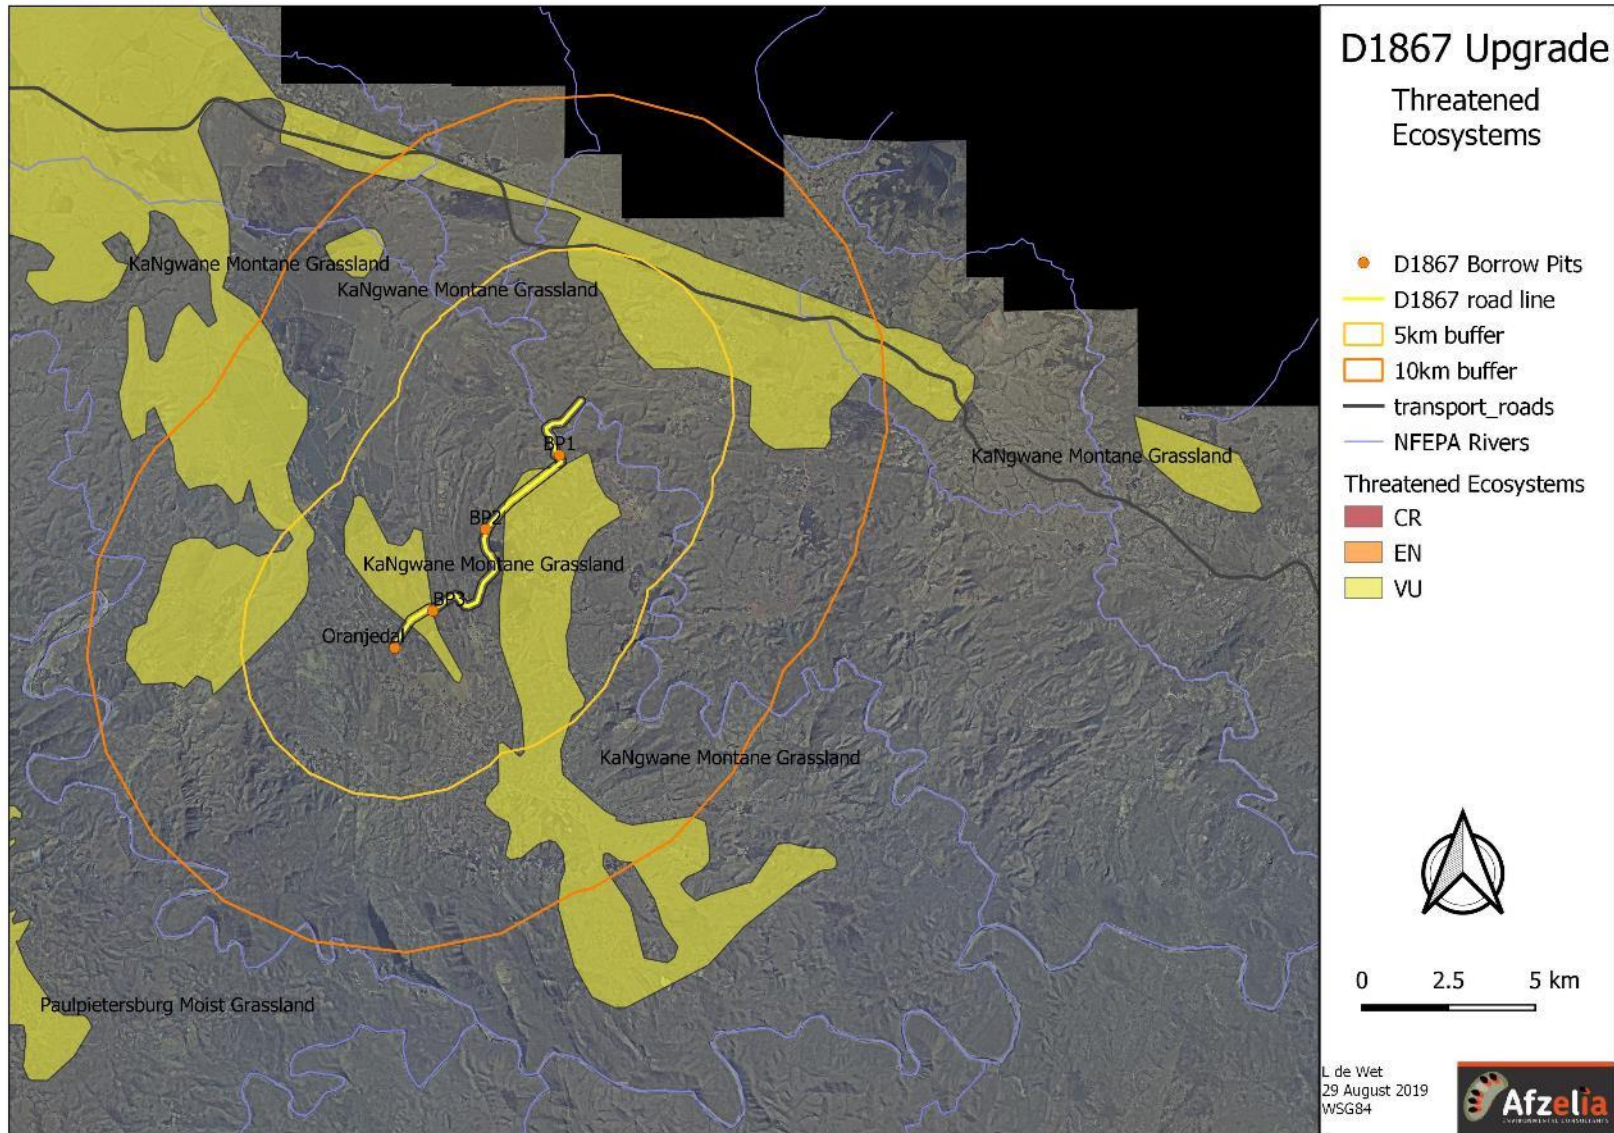 D1867 Upgrade
Threatened
Ecosystems
D1867 Borrow Pits
D1867 road line
5km buffer
10km buffer
transport_roads
NFEPA Rivers
Threatened Ecosystems
CR
EN
VU
0 2.5 5 km
L de Wet
29 August 2019
WSG84
Afzelia
ENVIRONMENTAL CONSULTANTS
KaNgwane Montane Grassland
KaNgwane Montane Grassland
BP1
KaNgwane Montane Grassland
BP2
KaNgwane Montane Grassland
BP3
Oranjedal
KaNgwane Montane Grassland
Paulpietersburg Moist Grassland